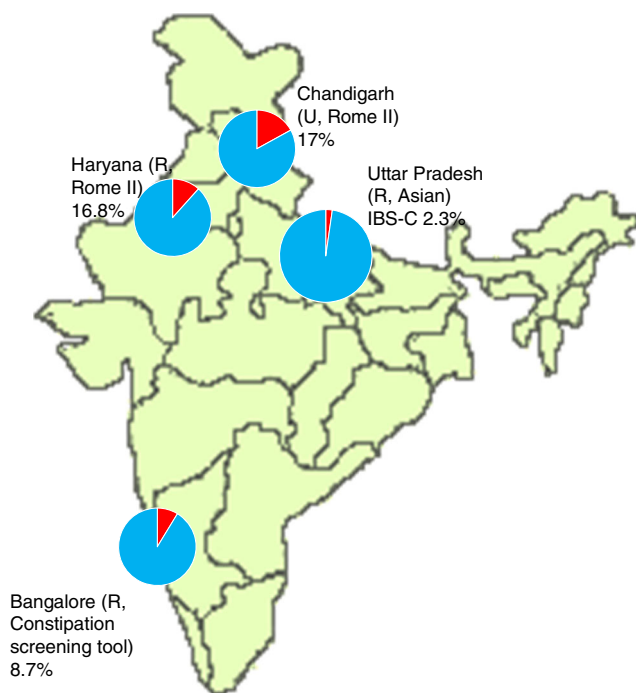 Chandigarh
(U, Rome II)
17%
Haryana (R,
Rome II)
16.8%
Uttar Pradesh
(R, Asian)
IBS-C 2.3%
Bangalore (R,
Constipation
screening tool)
8.7%